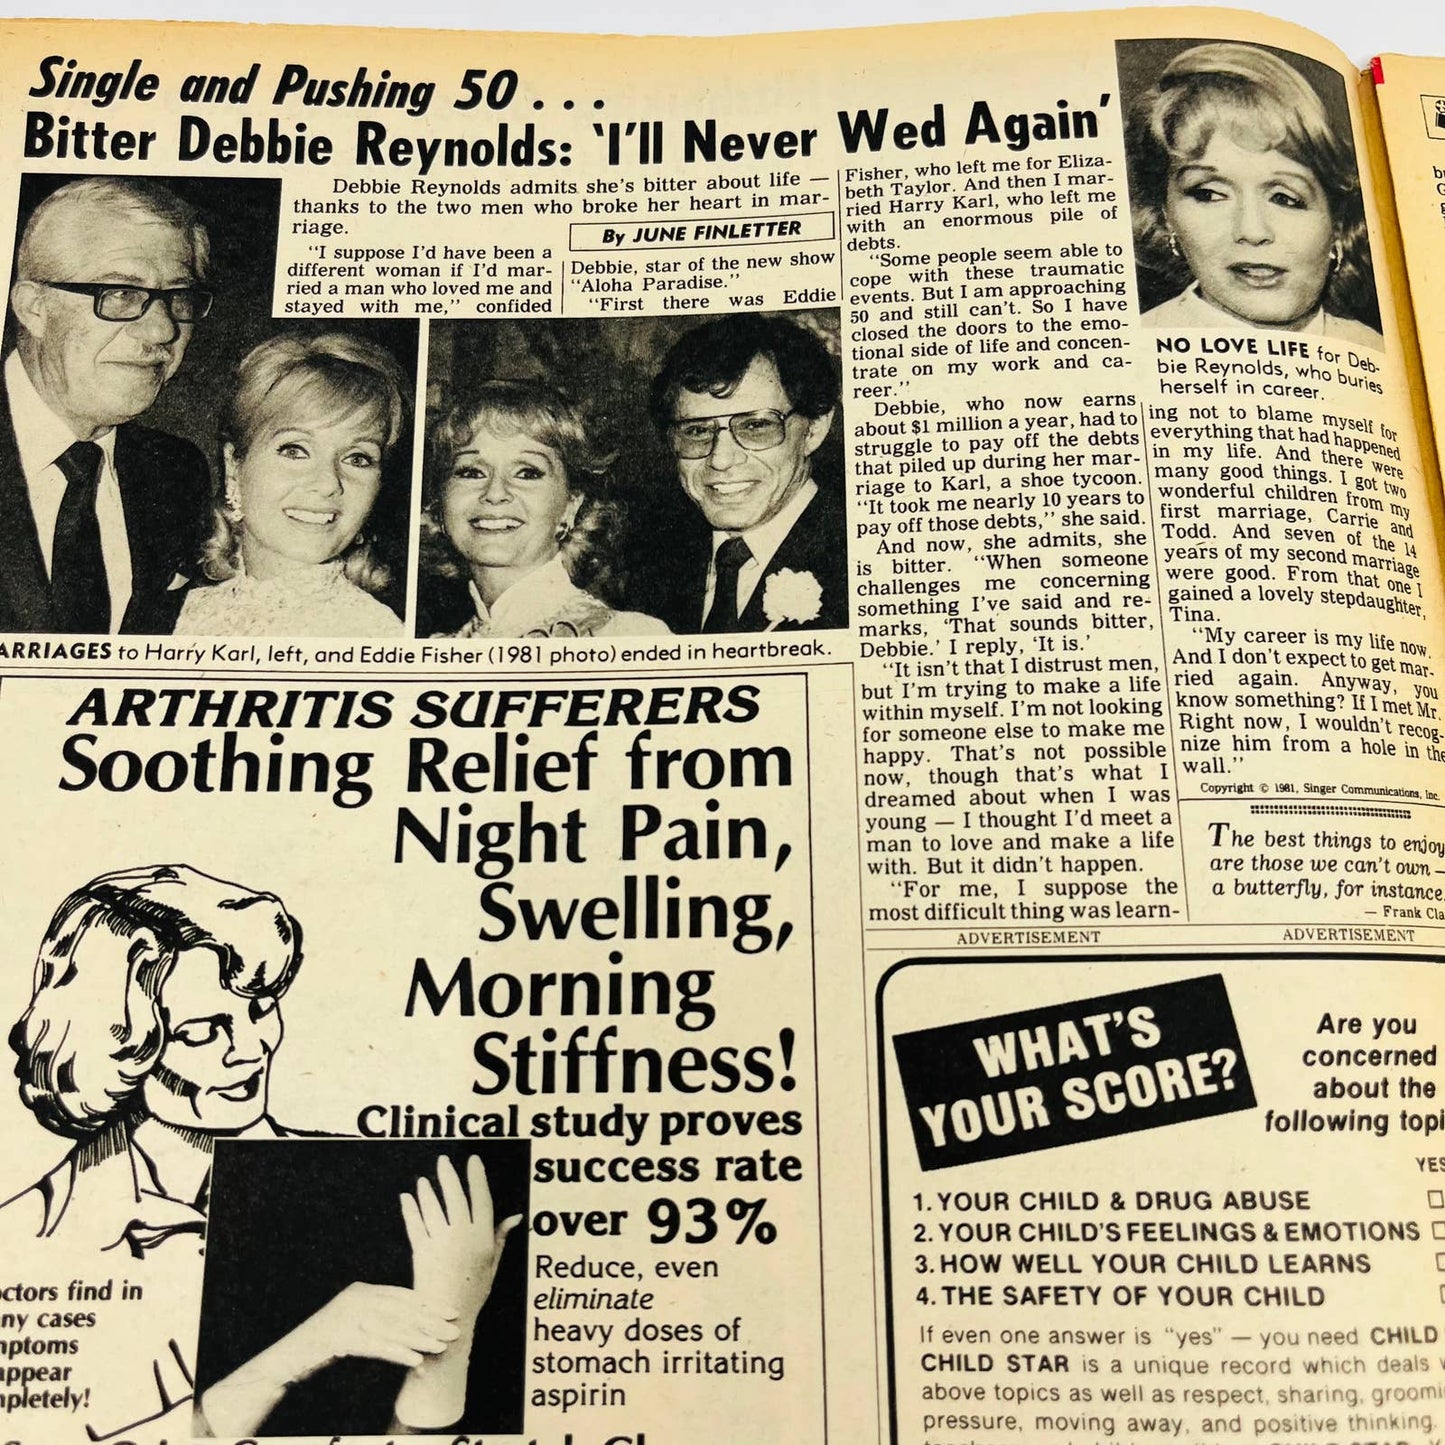 Single and Pushing 50 . . .
Bitter Debbie Reynolds: 'I'll Never Wed Again'
Debbie Reynolds admits she's bitter about life —
thanks to the two men who broke her heart in mar-
riage.
By JUNE FINLETTER
"I suppose I'd have been a
different woman if I'd mar-
ried a man who loved me and
stayed with me," confided
Debbie, star of the new show
"Aloha Paradise."
"First there was Eddie
Fisher, who left me for Eliza-
beth Taylor. And then I mar-
ried Harry Karl, who left me
with an enormous pile of
debts.
"Some people seem able to
cope with these traumatic
events. But I am approaching
50 and still can't. So I have
closed the doors to the emo-
tional side of life and concen-
trate on my work and ca-
reer."
Debbie, who now earns
about $1 million a year, had to
struggle to pay off the debts
that piled up during her mar-
riage to Karl, a shoe tycoon.
"It took me nearly 10 years to
pay off those debts," she said.
And now, she admits, she
is bitter. "When someone
challenges me concerning
something I've said and re-
marks, 'That sounds bitter,
Debbie.' I reply, 'It is.'
"It isn't that I distrust men,
but I'm trying to make a life
within myself. I'm not looking
for someone else to make me
happy. That's not possible
now, though that's what I
dreamed about when I was
young — I thought I'd meet a
man to love and make a life
with. But it didn't happen.
"For me, I suppose the
most difficult thing was learn-
NO LOVE LIFE for Deb-
bie Reynolds, who buries
herself in career.
ing not to blame myself for
everything that had happened
in my life. And there were
many good things. I got two
wonderful children from my
first marriage, Carrie and
Todd. And seven of the 14
years of my second marriage
were good. From that one I
gained a lovely stepdaughter,
Tina.
"My career is my life now.
And I don't expect to get mar-
ried again. Anyway, you
know something? If I met Mr.
Right now, I wouldn't recog-
nize him from a hole in the
wall."
Copyright © 1981, Singer Communications, Inc.
The best things to enjoy
are those we can't own —
a butterfly, for instance.
— Frank Cla
ARRIAGES to Harry Karl, left, and Eddie Fisher (1981 photo) ended in heartbreak.
ARTHRITIS SUFFERERS
Soothing Relief from
Night Pain,
Swelling,
Morning
Stiffness!
Clinical study proves
success rate
over 93%
Reduce, even
eliminate
heavy doses of
stomach irritating
aspirin
ctors find in
ny cases
mptoms
appear
mpletely!
ADVERTISEMENT
ADVERTISEMENT
WHAT'S
YOUR SCORE?
Are you
concerned
about the
following topi
YES
1. YOUR CHILD & DRUG ABUSE
2. YOUR CHILD'S FEELINGS & EMOTIONS
3. HOW WELL YOUR CHILD LEARNS
4. THE SAFETY OF YOUR CHILD
If even one answer is "yes" — you need CHILD
CHILD STAR is a unique record which deals w
above topics as well as respect, sharing, groomi
pressure, moving away, and positive thinking.